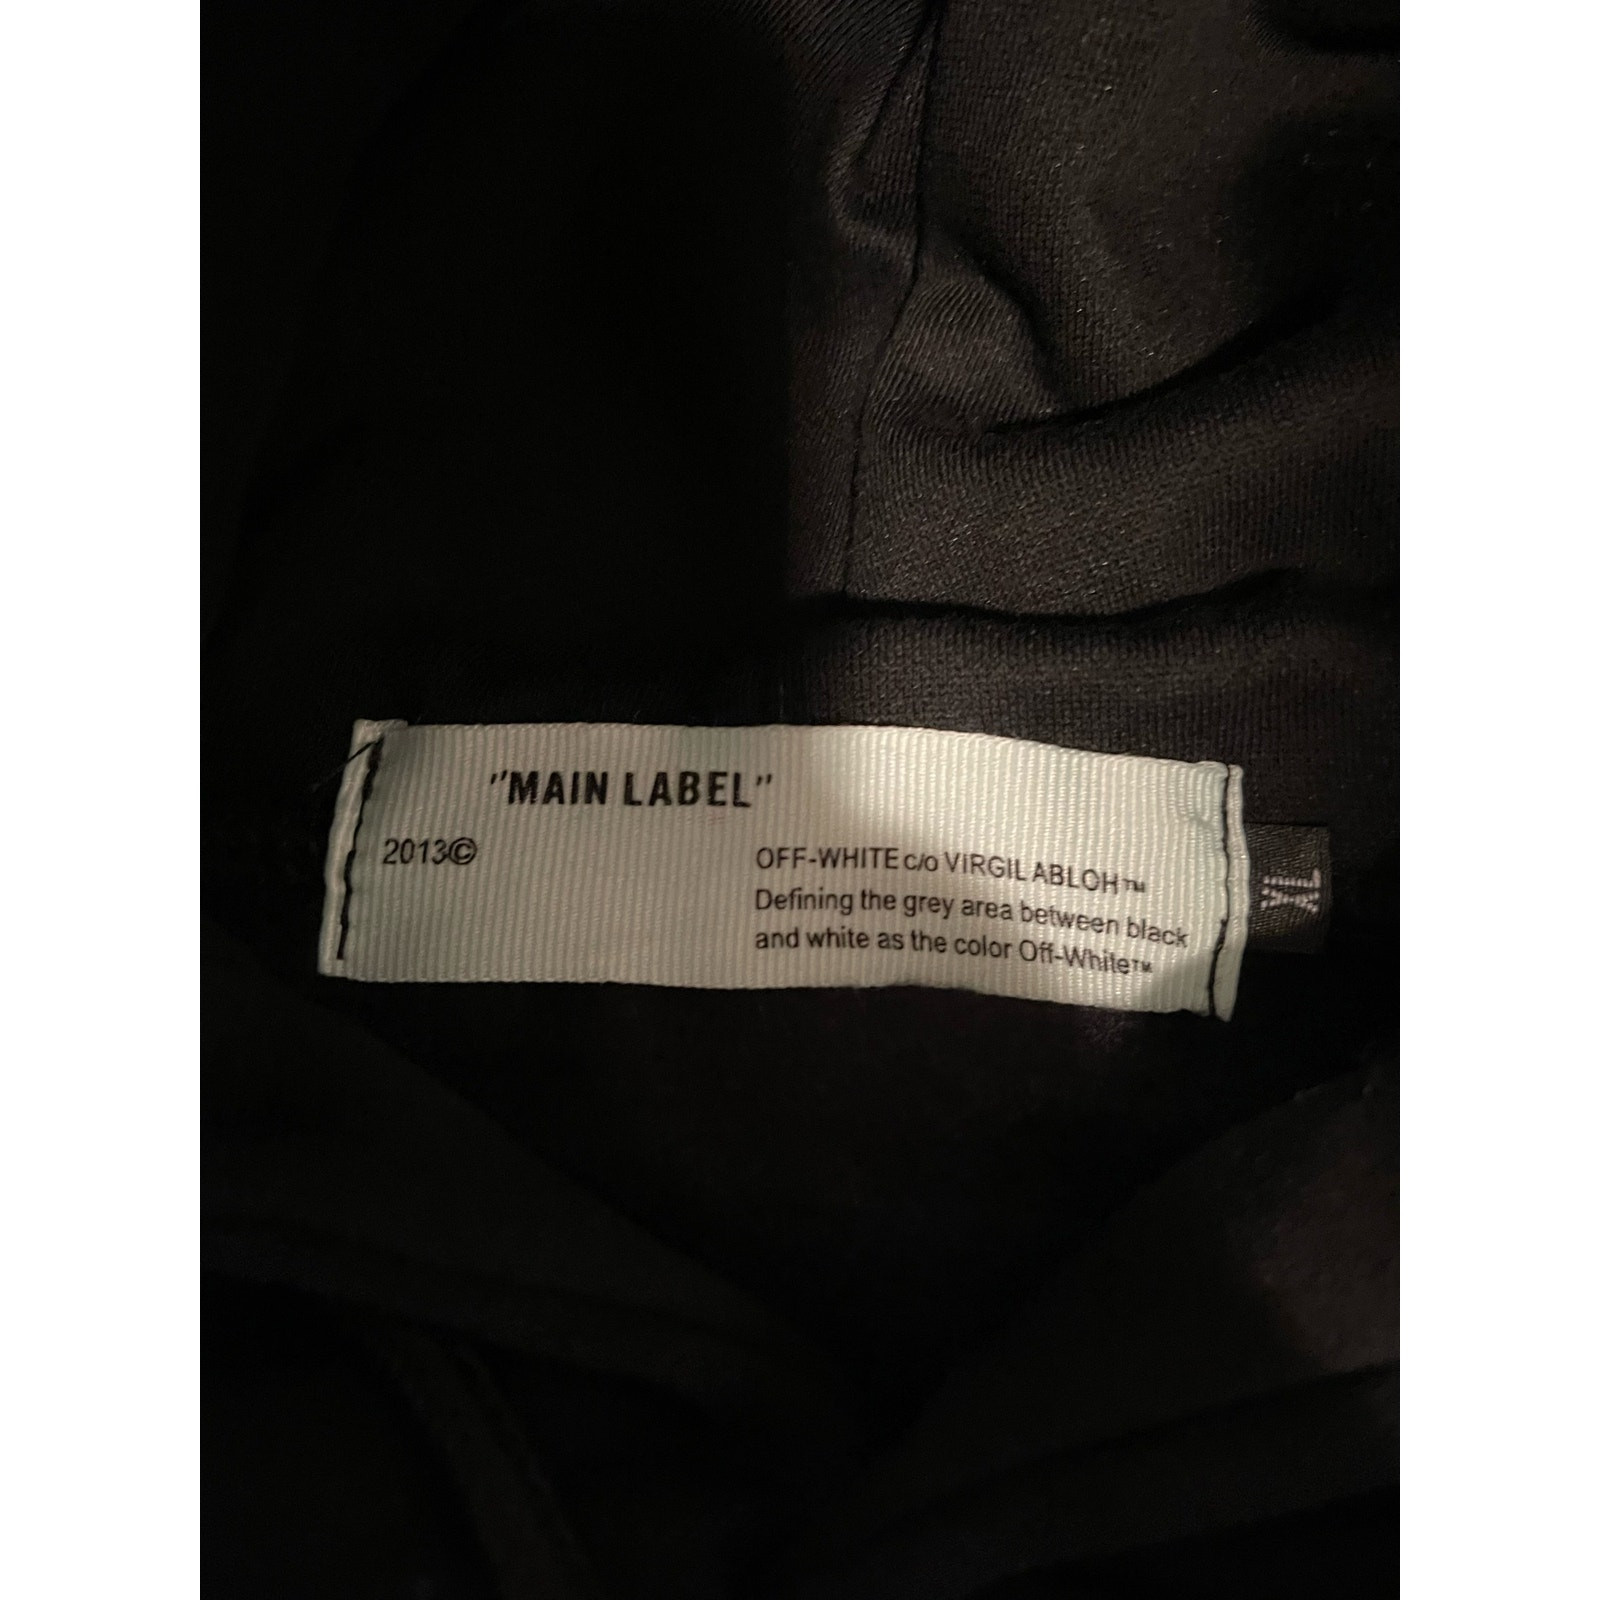 "MAIN LABEL"
2013©
OFF-WHITE c/o VIRGIL ABLOH™
Defining the grey area between black
and white as the color Off-White™
XL